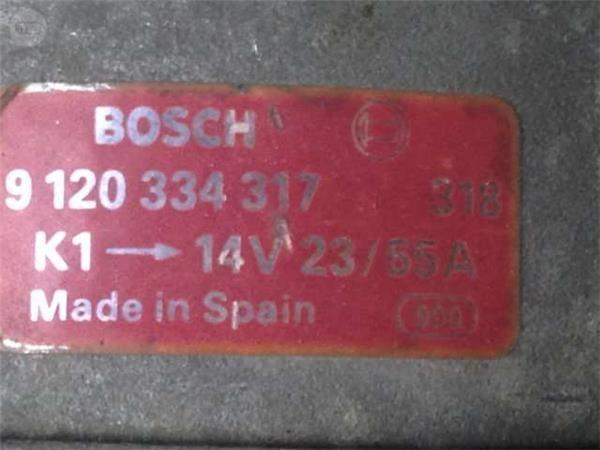 BOSCH
9 120 334 317 318
K1 → 14V 23/55A
Made in Spain